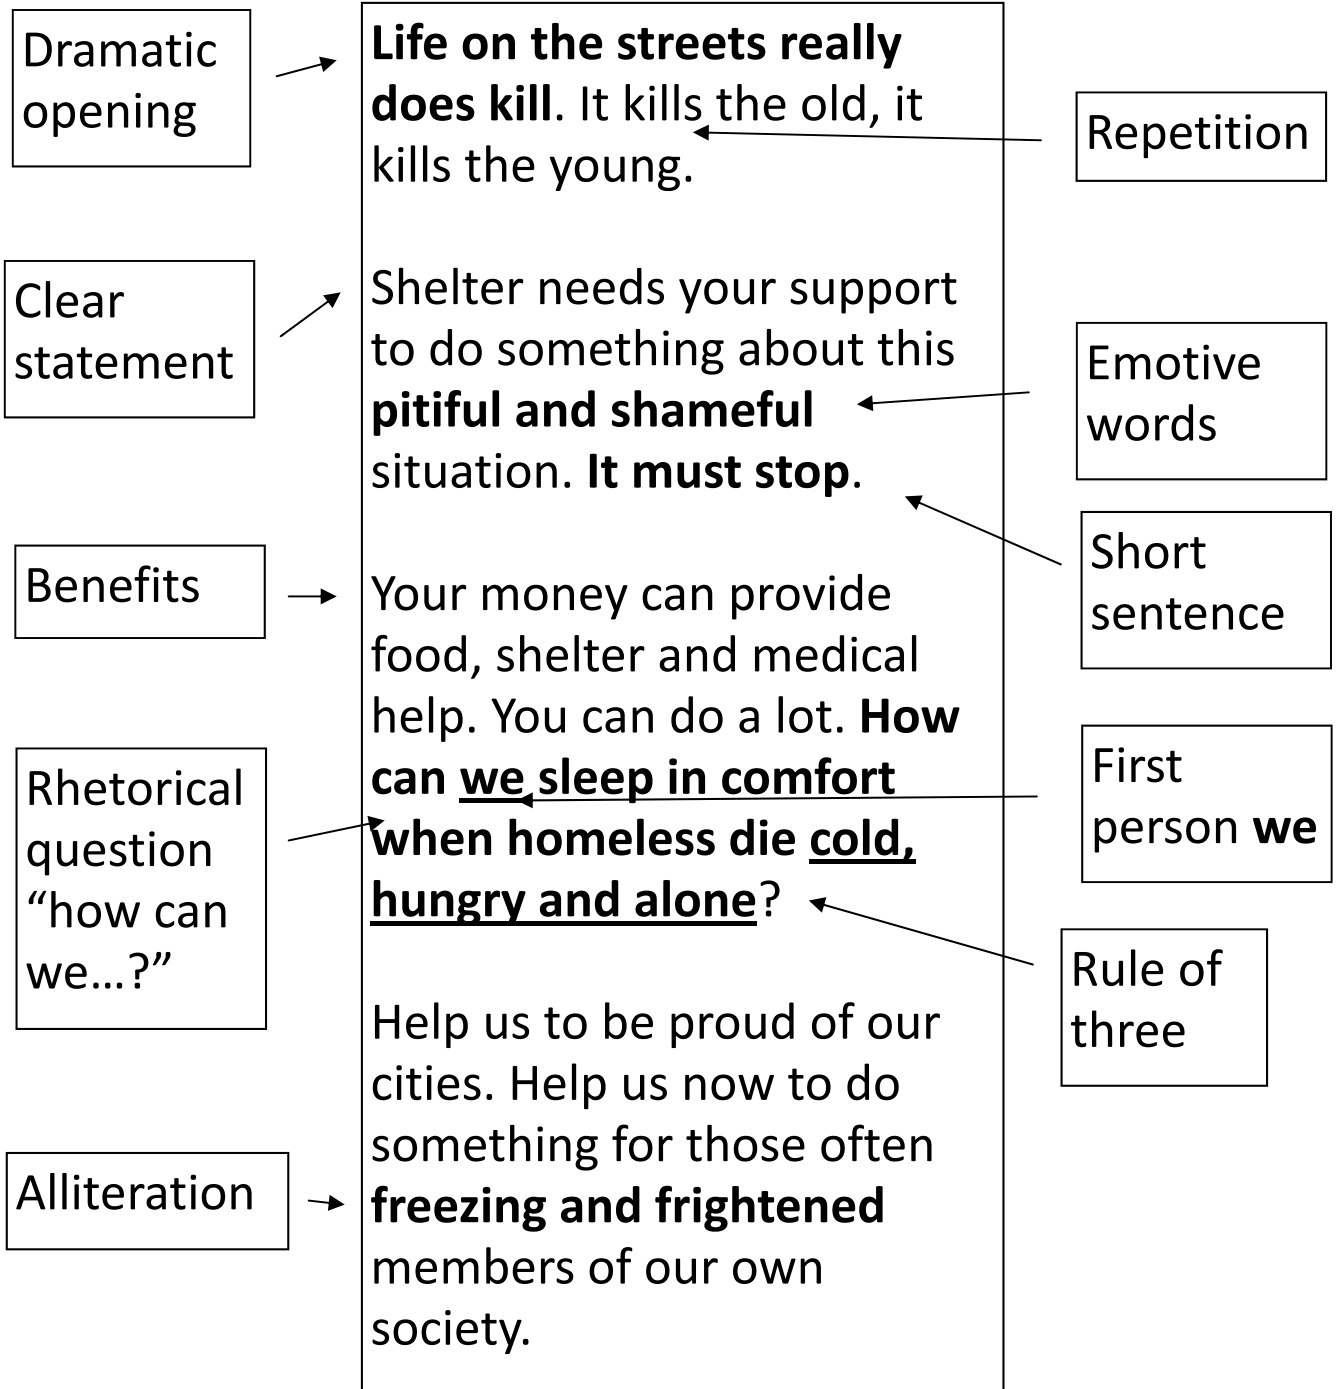 Dramatic
opening
Life on the streets really
does kill. It kills the old, it
kills the young.
Repetition
Clear
statement
Shelter needs your support
to do something about this
pitiful and shameful
situation. It must stop.
Emotive
words
Short
sentence
Benefits
Your money can provide
food, shelter and medical
help. You can do a lot. How
can we sleep in comfort
when homeless die cold,
hungry and alone?
Rhetorical
question
“how can
we…?”
First
person we
Rule of
three
Help us to be proud of our
cities. Help us now to do
something for those often
freezing and frightened
members of our own
society.
Alliteration